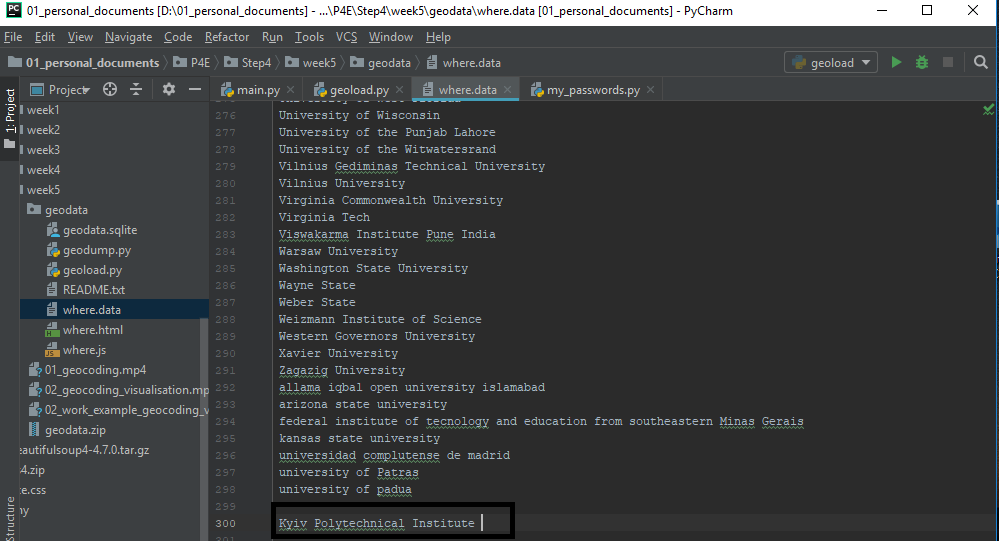 PC 01_personal_documents [D:\01_personal_documents] - ...\P4E\Step4\week5\geodata\where.data [01_personal_documents] - PyCharm
File Edit View Navigate Code Refactor Run Tools VCS Window Help
01_personal_documents P4E Step4 week5 geodata where.data geoload
1: Project
Project
main.py geoload.py where.data my_passwords.py
week1
week2
week3
week4
week5
geodata
geodata.sqlite
geodump.py
geoload.py
README.txt
where.data
where.html
where.js
01_geocoding.mp4
02_geocoding_visualisation.mp
02_work_example_geocoding_v
geodata.zip
eautifulsoup4-4.7.0.tar.gz
4.zip
e.css
Structure
276 University of Wisconsin
277 University of the Punjab Lahore
278 University of the Witwatersrand
279 Vilnius Gediminas Technical University
280 Vilnius University
281 Virginia Commonwealth University
282 Virginia Tech
283 Viswakarma Institute Pune India
284 Warsaw University
285 Washington State University
286 Wayne State
287 Weber State
288 Weizmann Institute of Science
289 Western Governors University
290 Xavier University
291 Zagazig University
292 allama iqbal open university islamabad
293 arizona state university
294 federal institute of tecnology and education from southeastern Minas Gerais
295 kansas state university
296 universidad complutense de madrid
297 university of Patras
298 university of padua
299
300 Kyiv Polytechnical Institute